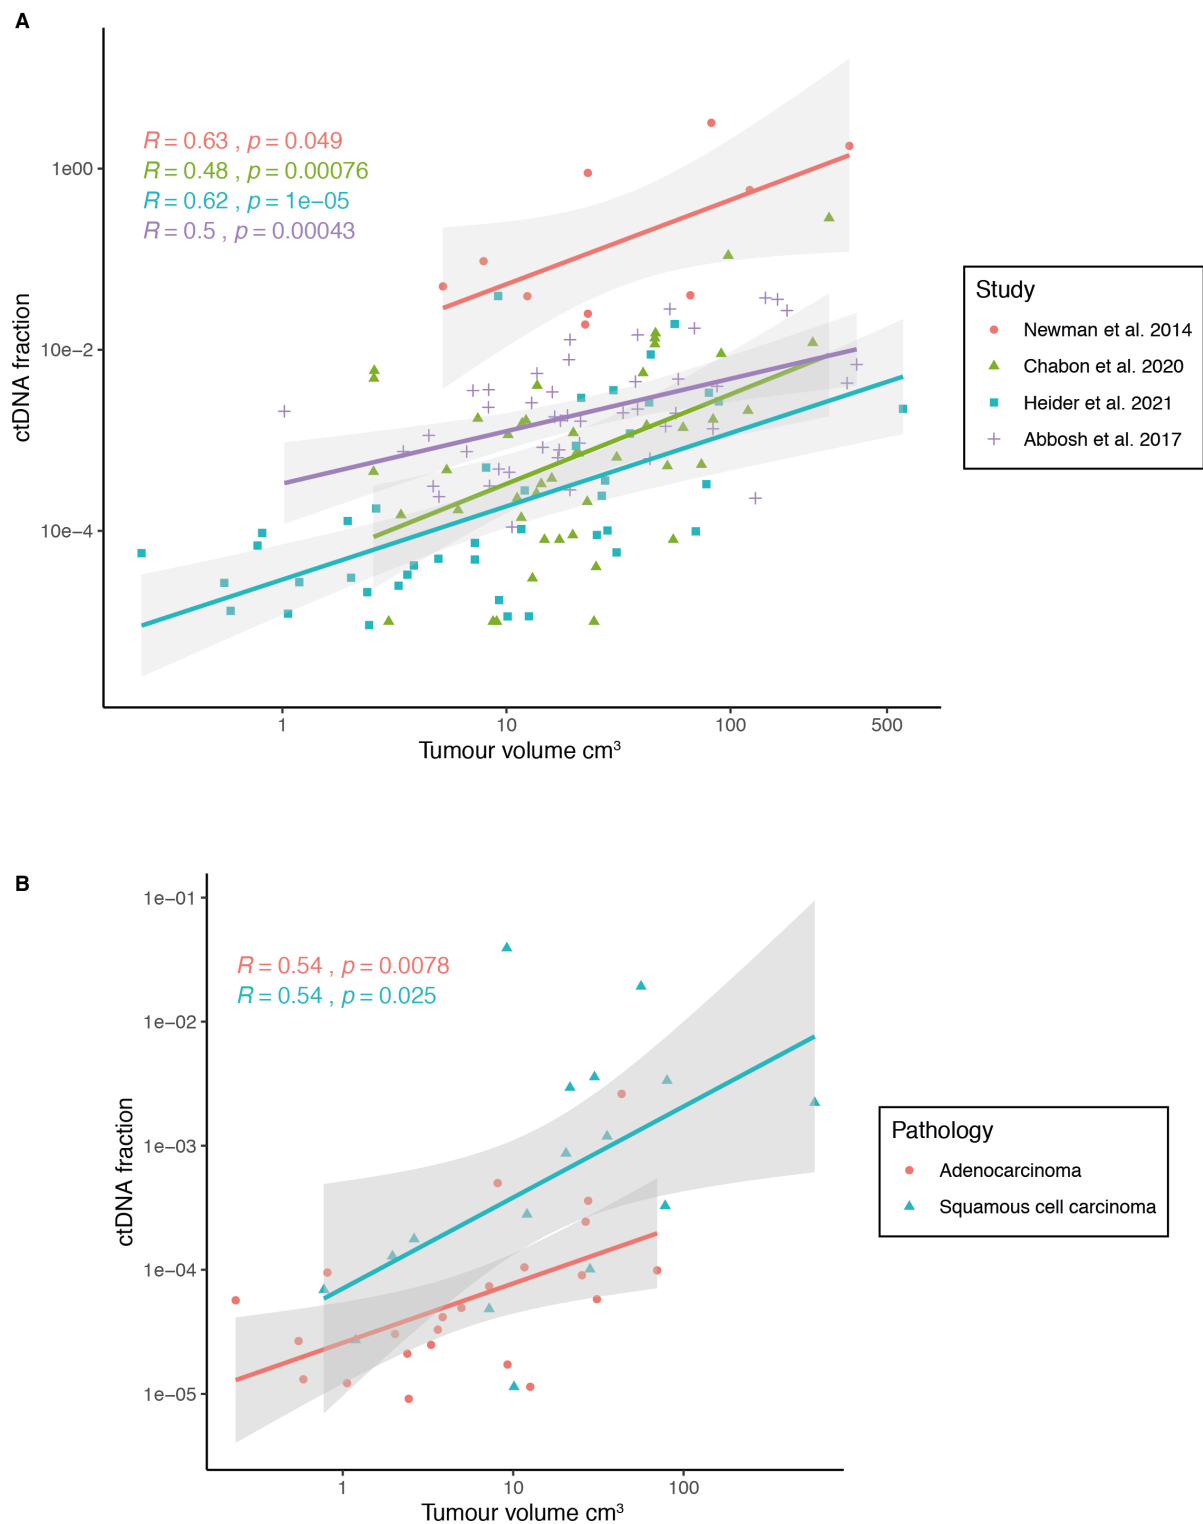 A
R = 0.63 , p = 0.049
R = 0.48 , p = 0.00076
R = 0.62 , p = 1e−05
R = 0.5 , p = 0.00043
1e+00
10e−2
10e−4
ctDNA fraction
1
10
100
500
Tumour volume cm³
Study
Newman et al. 2014
Chabon et al. 2020
Heider et al. 2021
Abbosh et al. 2017
B
R = 0.54 , p = 0.0078
R = 0.54 , p = 0.025
1e−01
1e−02
1e−03
1e−04
1e−05
ctDNA fraction
1
10
100
Tumour volume cm³
Pathology
Adenocarcinoma
Squamous cell carcinoma